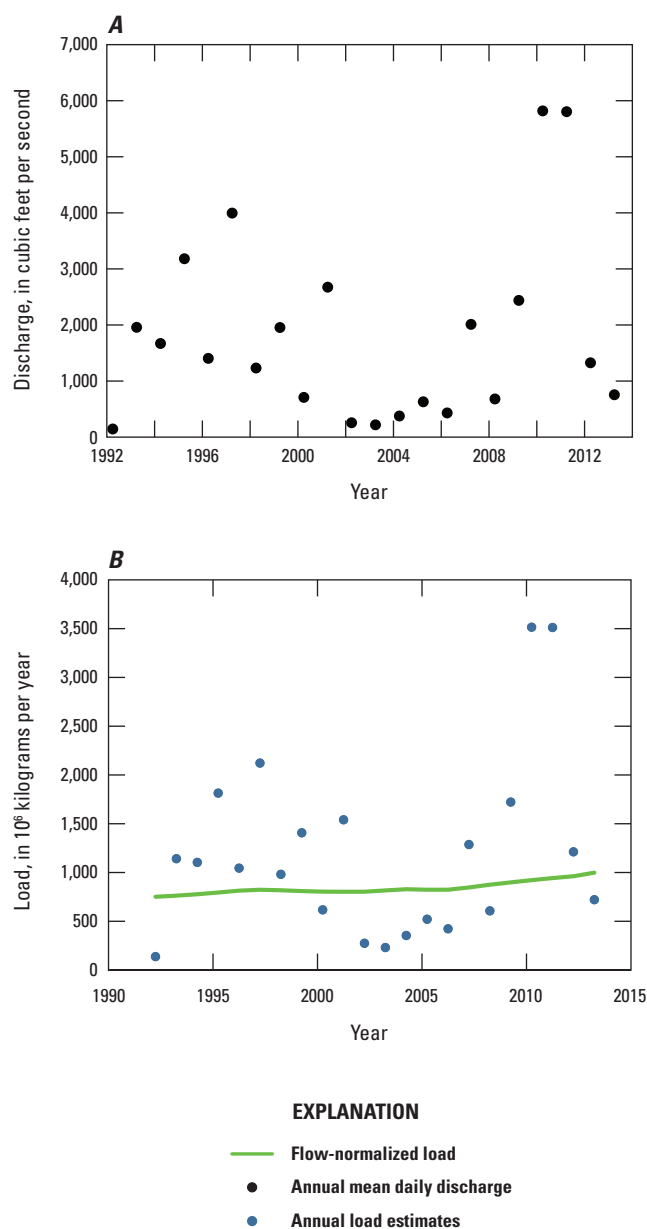 A
7,000
6,000
5,000
4,000
3,000
2,000
1,000
0
Discharge, in cubic feet per second
1992 1996 2000 2004 2008 2012
Year
B
4,000
3,500
3,000
2,500
2,000
1,500
1,000
500
0
Load, in 10⁶ kilograms per year
1990 1995 2000 2005 2010 2015
Year
EXPLANATION
Flow-normalized load
Annual mean daily discharge
Annual load estimates